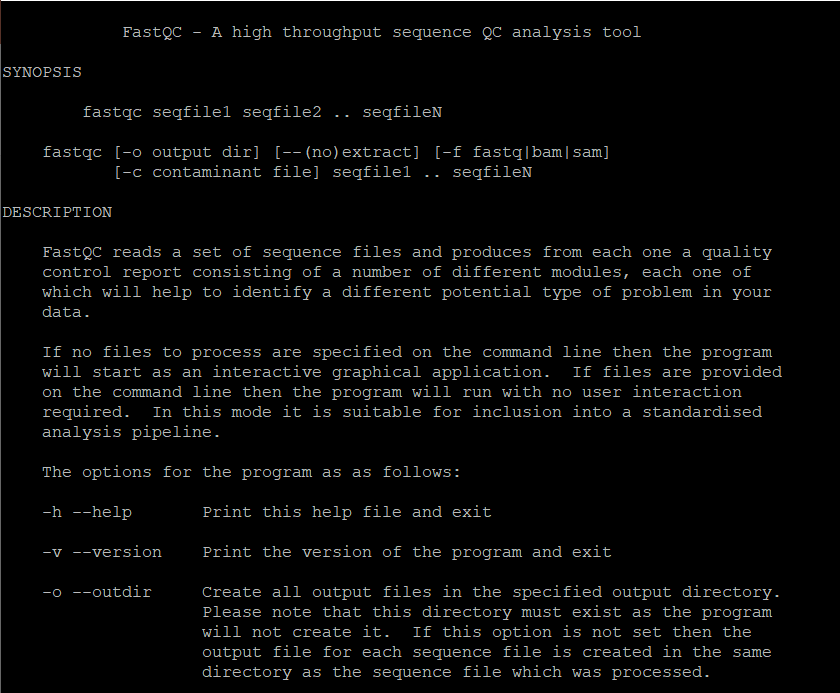 FastQC - A high throughput sequence QC analysis tool
SYNOPSIS
fastqc seqfile1 seqfile2 .. seqfileN
fastqc [-o output dir] [--(no)extract] [-f fastq|bam|sam]
[-c contaminant file] seqfile1 .. seqfileN
DESCRIPTION
FastQC reads a set of sequence files and produces from each one a quality
control report consisting of a number of different modules, each one of
which will help to identify a different potential type of problem in your
data.
If no files to process are specified on the command line then the program
will start as an interactive graphical application.  If files are provided
on the command line then the program will run with no user interaction
required.  In this mode it is suitable for inclusion into a standardised
analysis pipeline.
The options for the program as as follows:
-h --help       Print this help file and exit
-v --version    Print the version of the program and exit
-o --outdir     Create all output files in the specified output directory.
Please note that this directory must exist as the program
will not create it.  If this option is not set then the
output file for each sequence file is created in the same
directory as the sequence file which was processed.